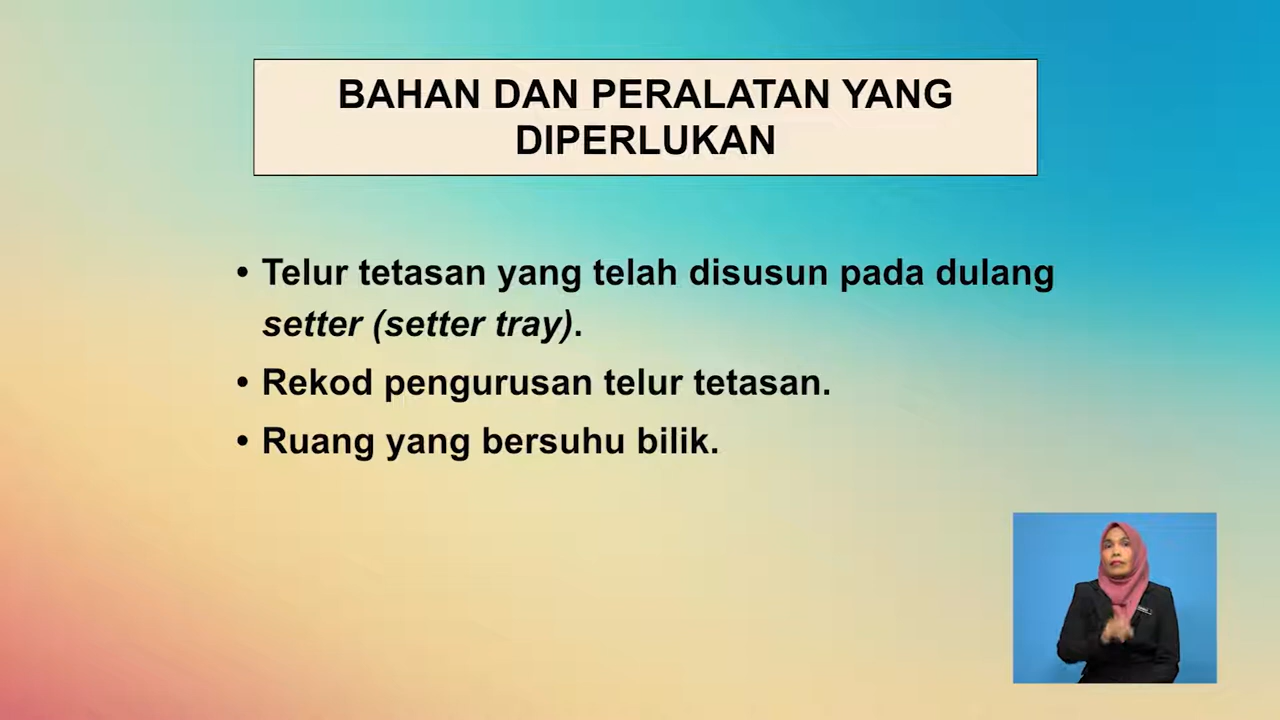 BAHAN DAN PERALATAN YANG
DIPERLUKAN
• Telur tetasan yang telah disusun pada dulang
setter (setter tray).
• Rekod pengurusan telur tetasan.
• Ruang yang bersuhu bilik.